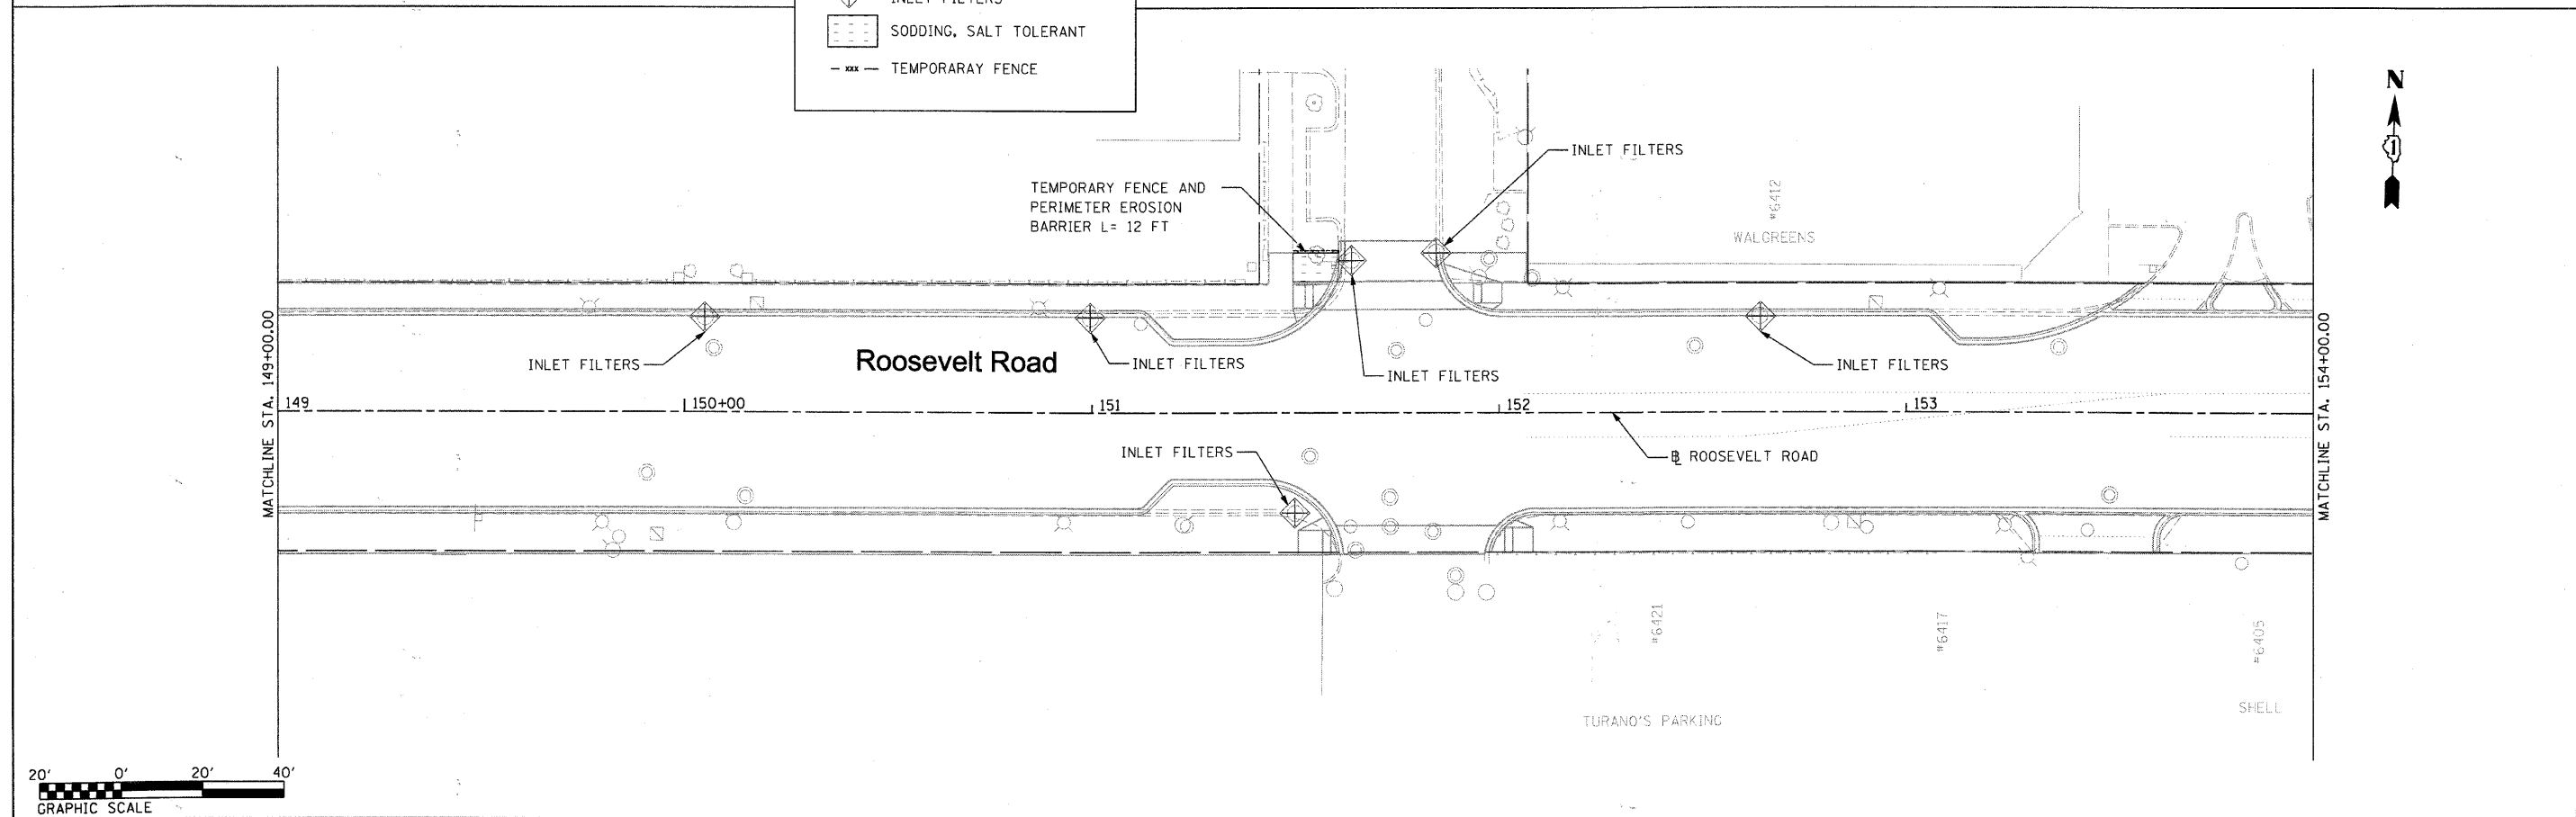 INLET FILTERS
SODDING, SALT TOLERANT
- xxx - TEMPORARAY FENCE
N
1
INLET FILTERS
TEMPORARY FENCE AND
PERIMETER EROSION
BARRIER L= 12 FT
#6412
WALGREENS
INLET FILTERS
Roosevelt Road
INLET FILTERS
INLET FILTERS
INLET FILTERS
MATCHLINE STA. 149+00.00
MATCHLINE STA. 154+00.00
149
150+00
151
152
153
INLET FILTERS
℄ ROOSEVELT ROAD
#6421
#6417
#6405
SHELL
TURANO'S PARKING
20' 0' 20' 40'
GRAPHIC SCALE